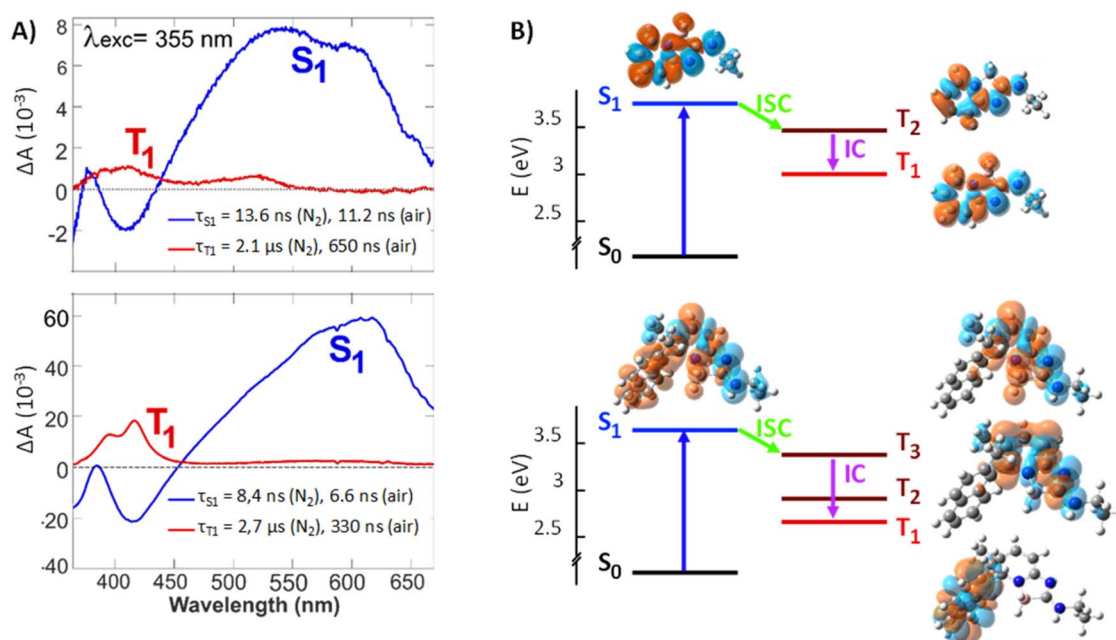 A)
λexc= 355 nm
S1
T1
ΔA (10-3)
8
6
4
2
0
-2
τS1 = 13.6 ns (N2), 11.2 ns (air)
τT1 = 2.1 µs (N2), 650 ns (air)
S1
T1
ΔA (10-3)
60
40
20
0
-20
-40
τS1 = 8,4 ns (N2), 6.6 ns (air)
τT1 = 2,7 µs (N2), 330 ns (air)
400 450 500 550 600 650
Wavelength (nm)
B)
E (eV)
3.5
3
2.5
S1
ISC
T2
IC
T1
S0
E (eV)
3.5
3
2.5
S1
ISC
T3
IC
T2
T1
S0